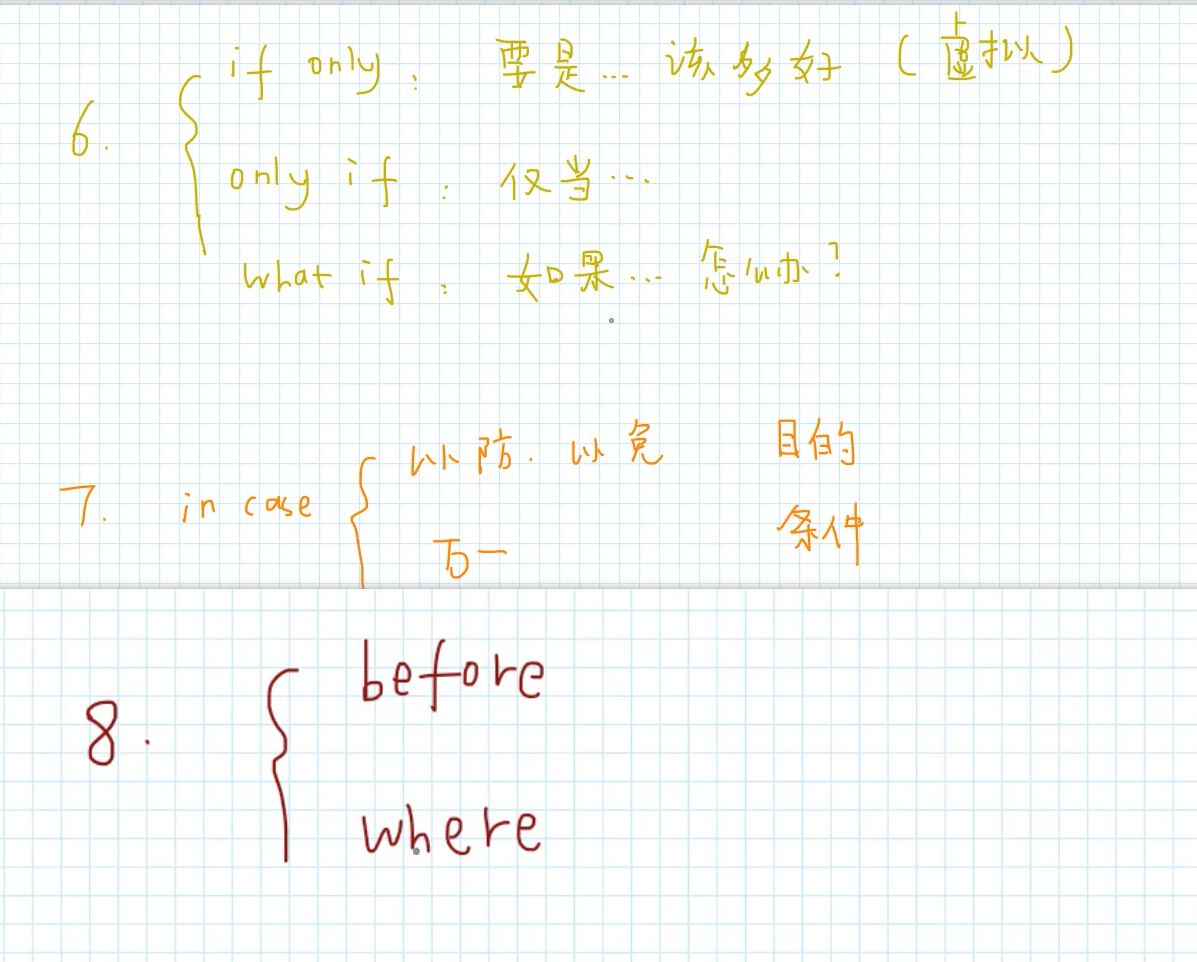 6.
if only: 要是... 该多好 (虚拟)
only if: 仅当...
what if: 如果... 怎么办?
7. in case
以防. 以免 目的
万一 条件
8.
before
where